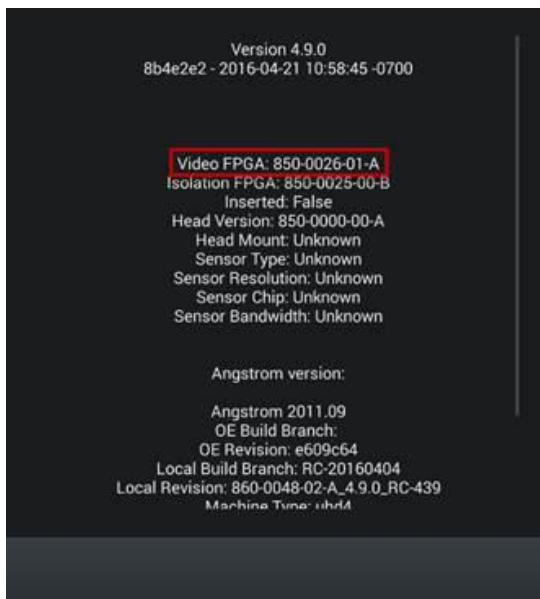 Version 4.9.0
8b4e2e2 - 2016-04-21 10:58:45 -0700
Video FPGA: 850-0026-01-A
Isolation FPGA: 850-0025-00-B
Inserted: False
Head Version: 850-0000-00-A
Head Mount: Unknown
Sensor Type: Unknown
Sensor Resolution: Unknown
Sensor Chip: Unknown
Sensor Bandwidth: Unknown
Angstrom version:
Angstrom 2011.09
OE Build Branch:
OE Revision: e609c64
Local Build Branch: RC-20160404
Local Revision: 860-0048-02-A_4.9.0_RC-439
Machine Type: uhd4